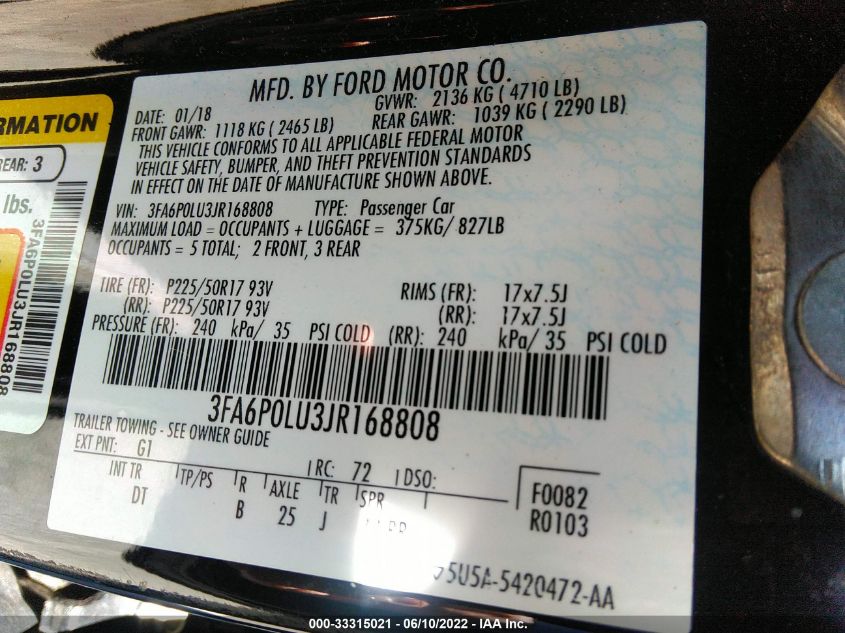 MFD. BY FORD MOTOR CO.
DATE: 01/18 GVWR: 2136 KG ( 4710 LB)
FRONT GAWR: 1118 KG ( 2465 LB) REAR GAWR: 1039 KG ( 2290 LB)
THIS VEHICLE CONFORMS TO ALL APPLICABLE FEDERAL MOTOR
VEHICLE SAFETY, BUMPER, AND THEFT PREVENTION STANDARDS
IN EFFECT ON THE DATE OF MANUFACTURE SHOWN ABOVE.
VIN: 3FA6P0LU3JR168808 TYPE: Passenger Car
MAXIMUM LOAD = OCCUPANTS + LUGGAGE = 375KG/ 827LB
OCCUPANTS = 5 TOTAL; 2 FRONT, 3 REAR
TIRE (FR): P225/50R17 93V RIMS (FR): 17x7.5J
(RR): P225/50R17 93V (RR): 17x7.5J
PRESSURE (FR): 240 kPa/ 35 PSI COLD (RR): 240 kPa/ 35 PSI COLD
3FA6P0LU3JR168808
TRAILER TOWING - SEE OWNER GUIDE
EXT PNT: G1 RC: 72 DSO:
INT TR TP/PS R AXLE TR SPR F0082
DT B 25 J R0103
5U5A-5420472-AA
REAR: 3
lbs.
3FA6P0LU3JR168808
000-33315021 - 06/10/2022 - IAA Inc.